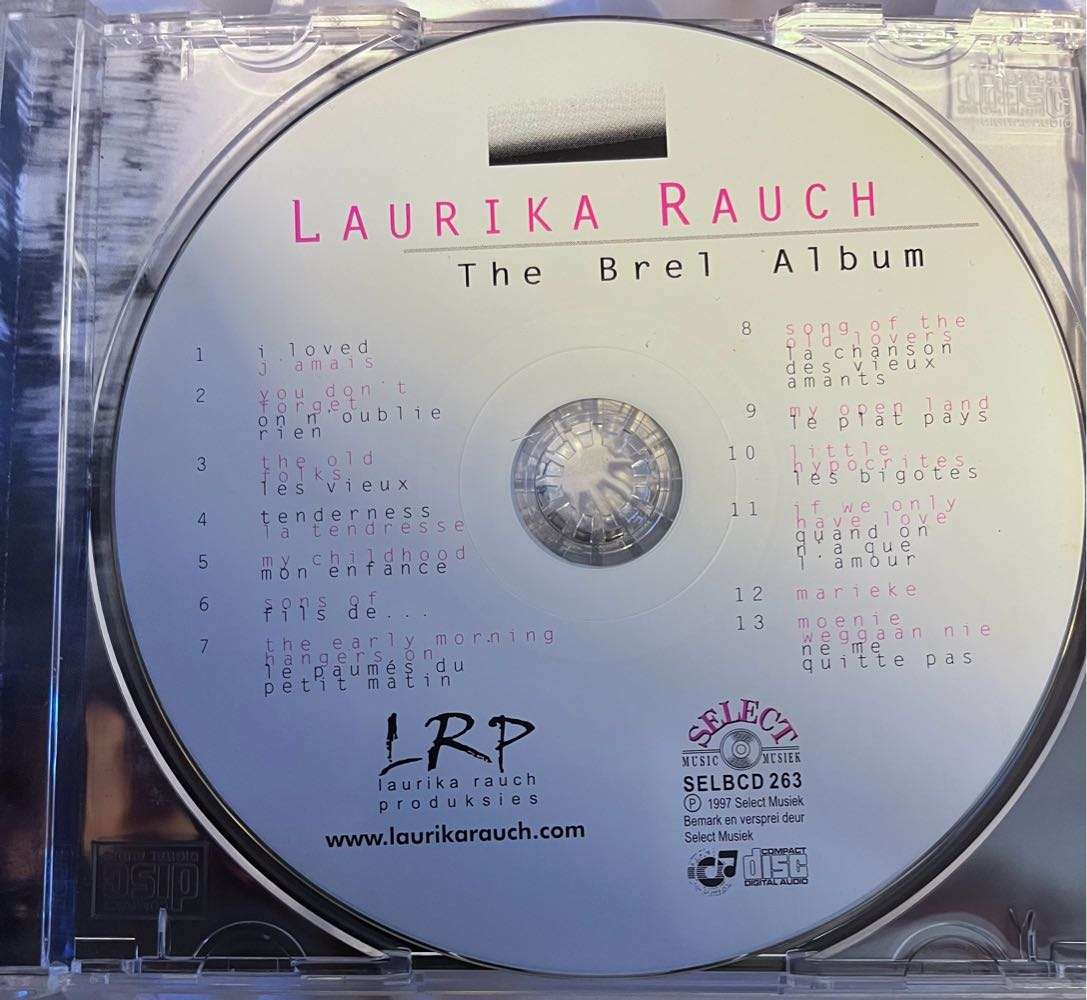 LAURIKA RAUCH
The Brel Album
1 i loved
j'amais
2 you don't
forget
on n'oublie
rien
3 the old
folks
les vieux
4 tenderness
la tendresse
5 my childhood
mon enfance
6 sons of
fils de...
7 the early morning
hangers on
le paumés du
petit matin
8 song of the
old lovers
la chanson
des vieux
amants
9 my open land
le plat pays
10 little
hypocrites
les bigotes
11 if we only
have love
quand on
n'a que
l'amour
12 marieke
13 moenie
weggaan nie
ne me
quitte pas
LRP
laurika rauch
produksies
www.laurikarauch.com
SELECT
MUSIC MUSIEK
SELBCD 263
Ⓟ 1997 Select Musiek
Bemark en versprei deur
Select Musiek
COMPACT
disc
DIGITAL AUDIO